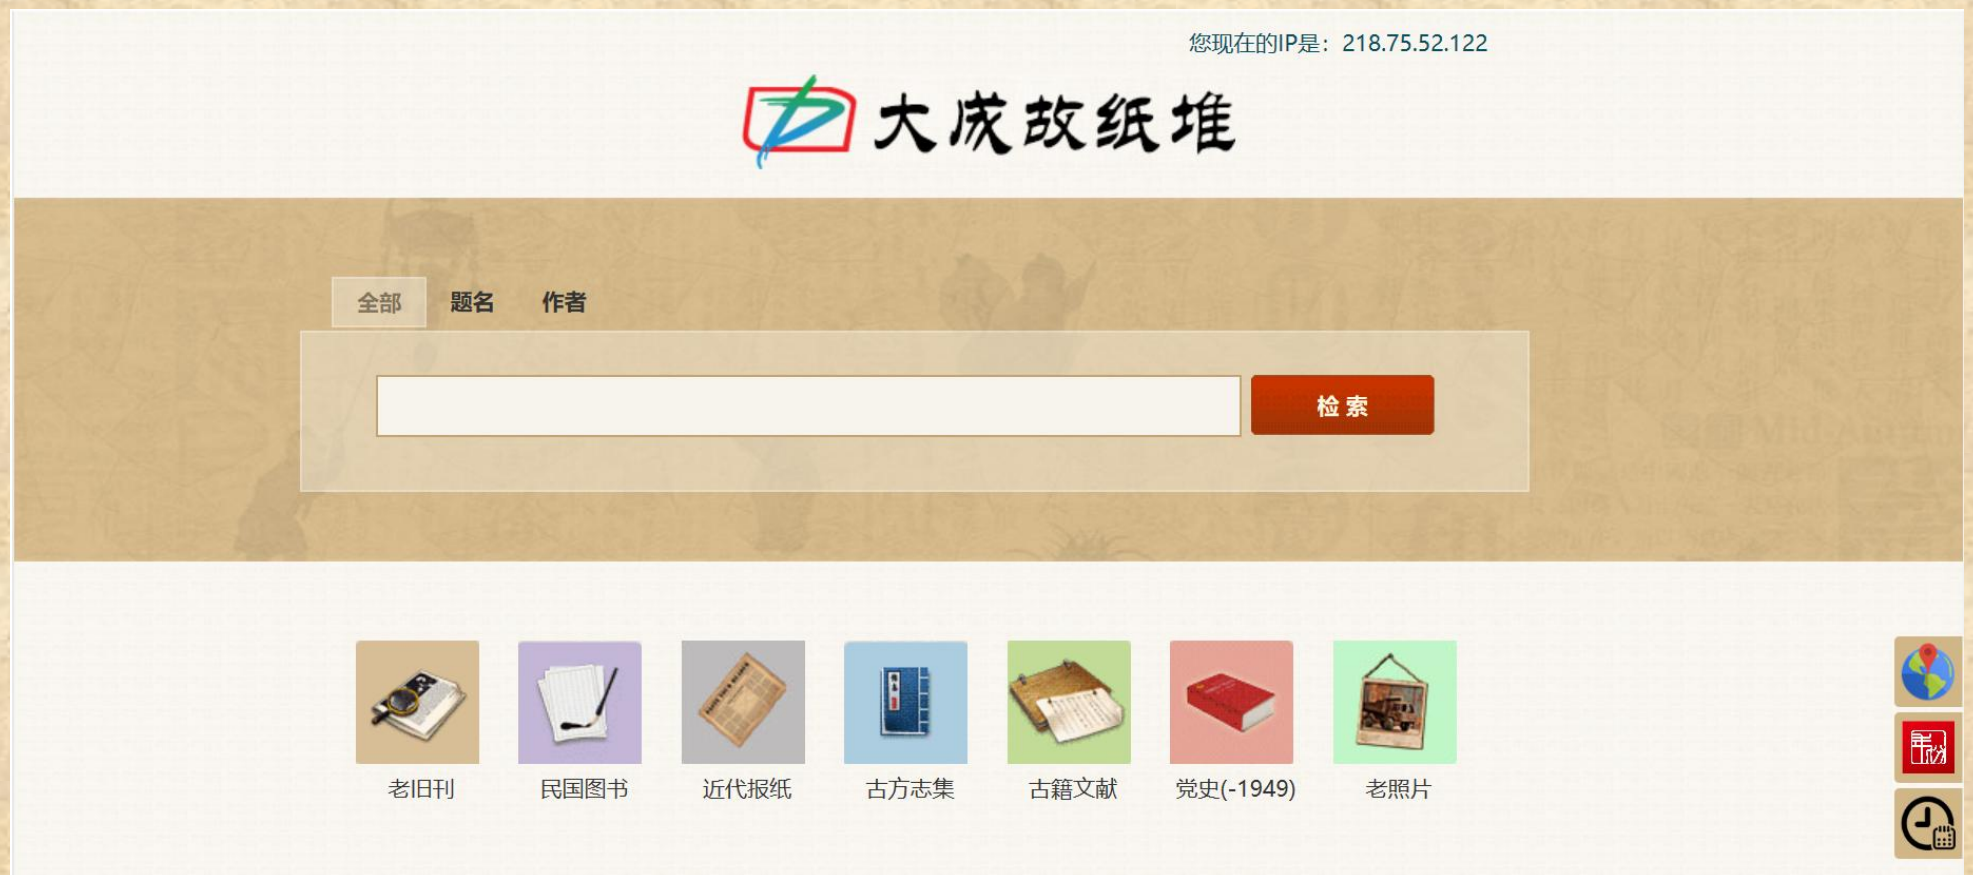 您现在的IP是：218.75.52.122
大成故纸堆
全部 题名 作者
检 索
老旧刊 民国图书 近代报纸 古方志集 古籍文献 党史(-1949) 老照片
年份